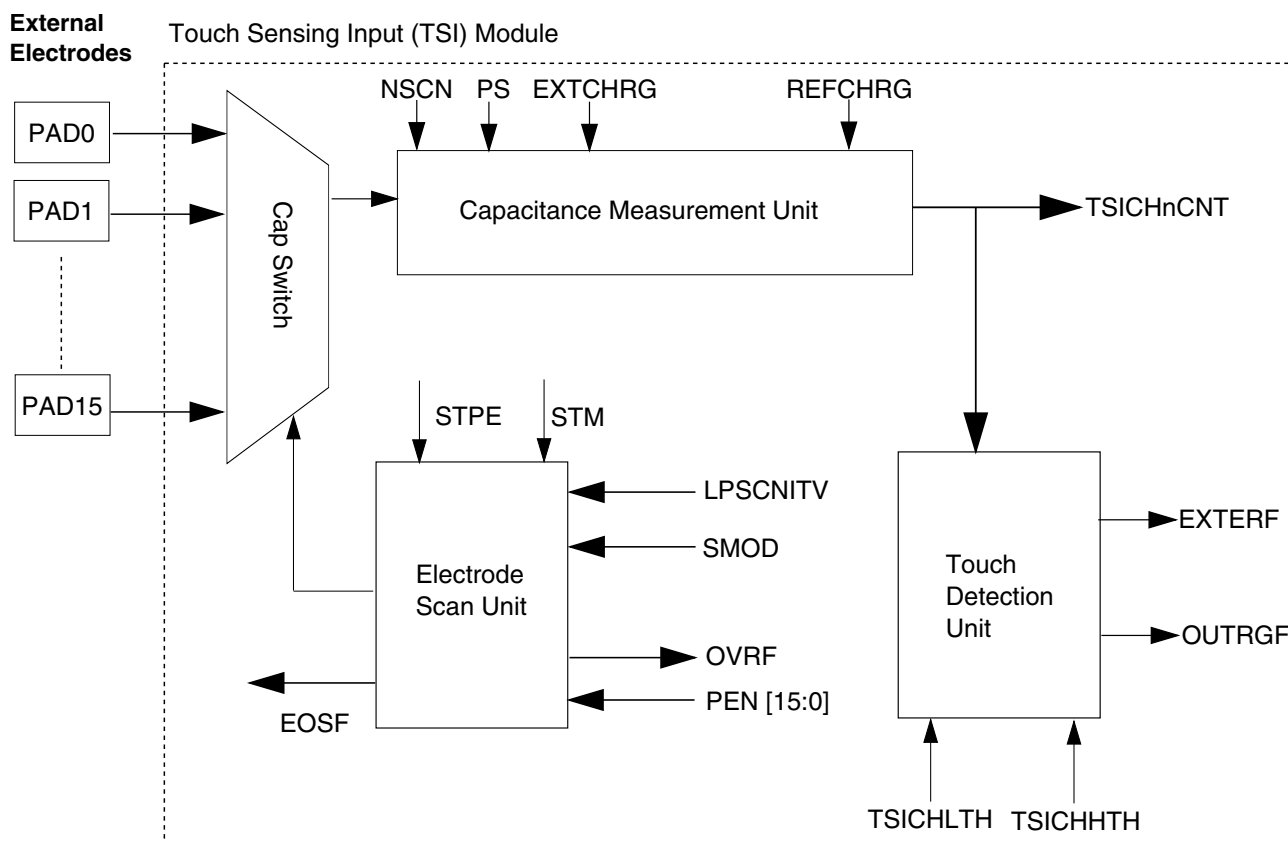 External
Electrodes
Touch Sensing Input (TSI) Module
NSCN PS EXTCHRG REFCHRG
PAD0
PAD1
PAD15
Cap Switch
Capacitance Measurement Unit
TSICHnCNT
STPE STM
LPSCNITV
SMOD
Electrode
Scan Unit
OVRF
PEN [15:0]
EOSF
Touch
Detection
Unit
EXTERF
OUTRGF
TSICHLTH TSICHHTH